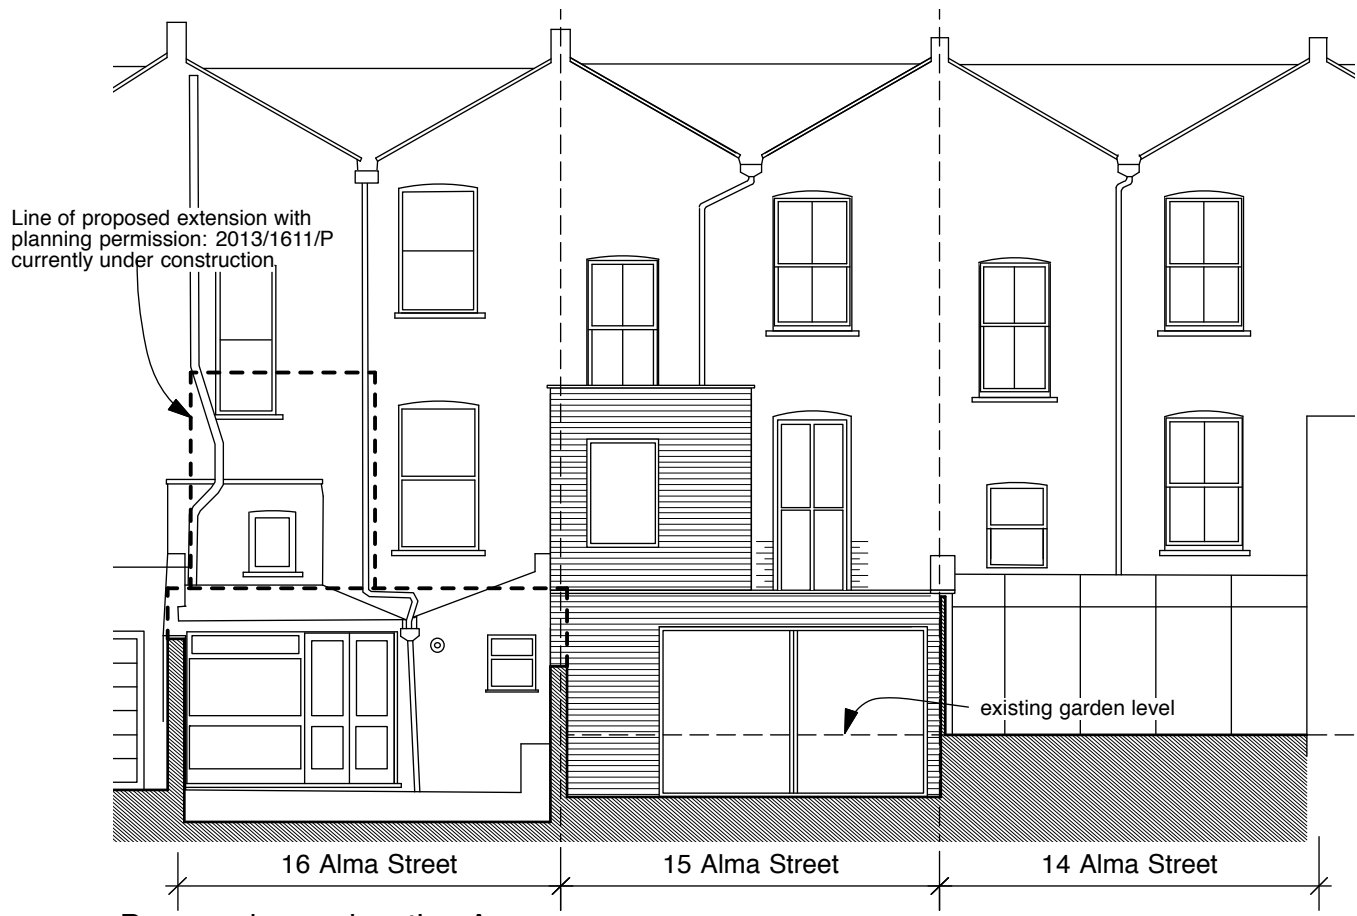 Line of proposed extension with
planning permission: 2013/1611/P
currently under construction
existing garden level
16 Alma Street
15 Alma Street
14 Alma Street